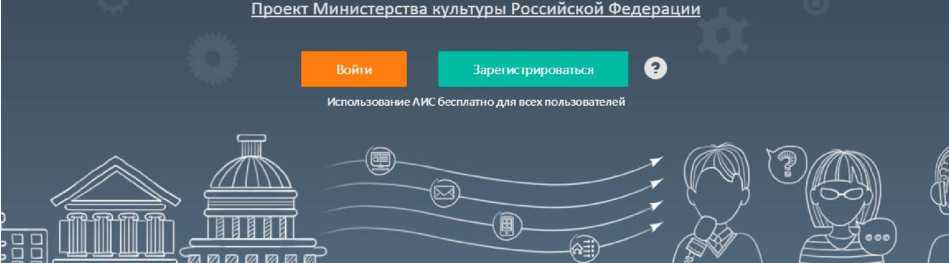 Проект Министерства культуры Российской Федерации
Войти
Зарегистрироваться
?
Использование АИС бесплатно для всех пользователей
?